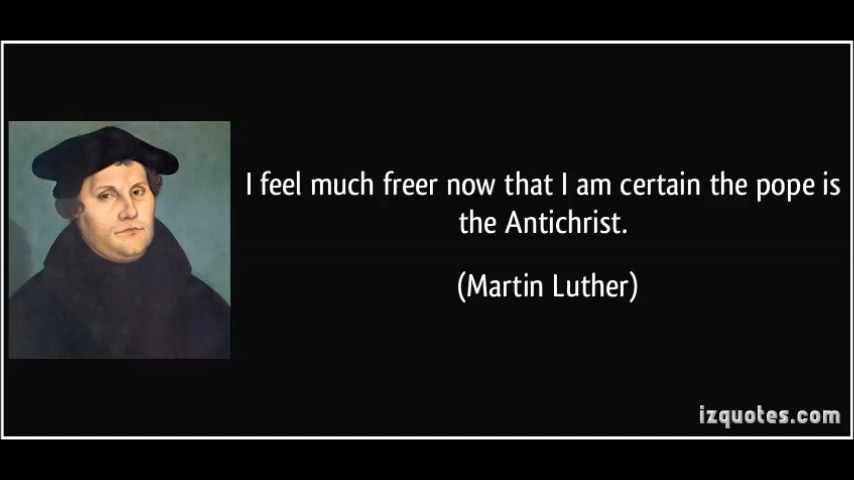 I feel much freer now that I am certain the pope is
the Antichrist.
(Martin Luther)
izquotes.com